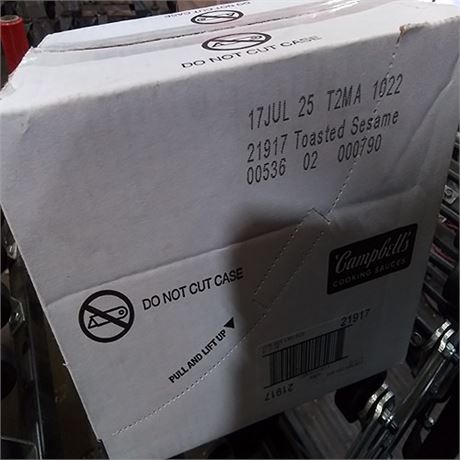 DO NOT CUT CASE
17JUL 25 T2MA 1022
21917 Toasted Sesame
00536 02 000790
Campbell's
COOKING SAUCES
DO NOT CUT CASE
PULL AND LIFT UP
21917
21917